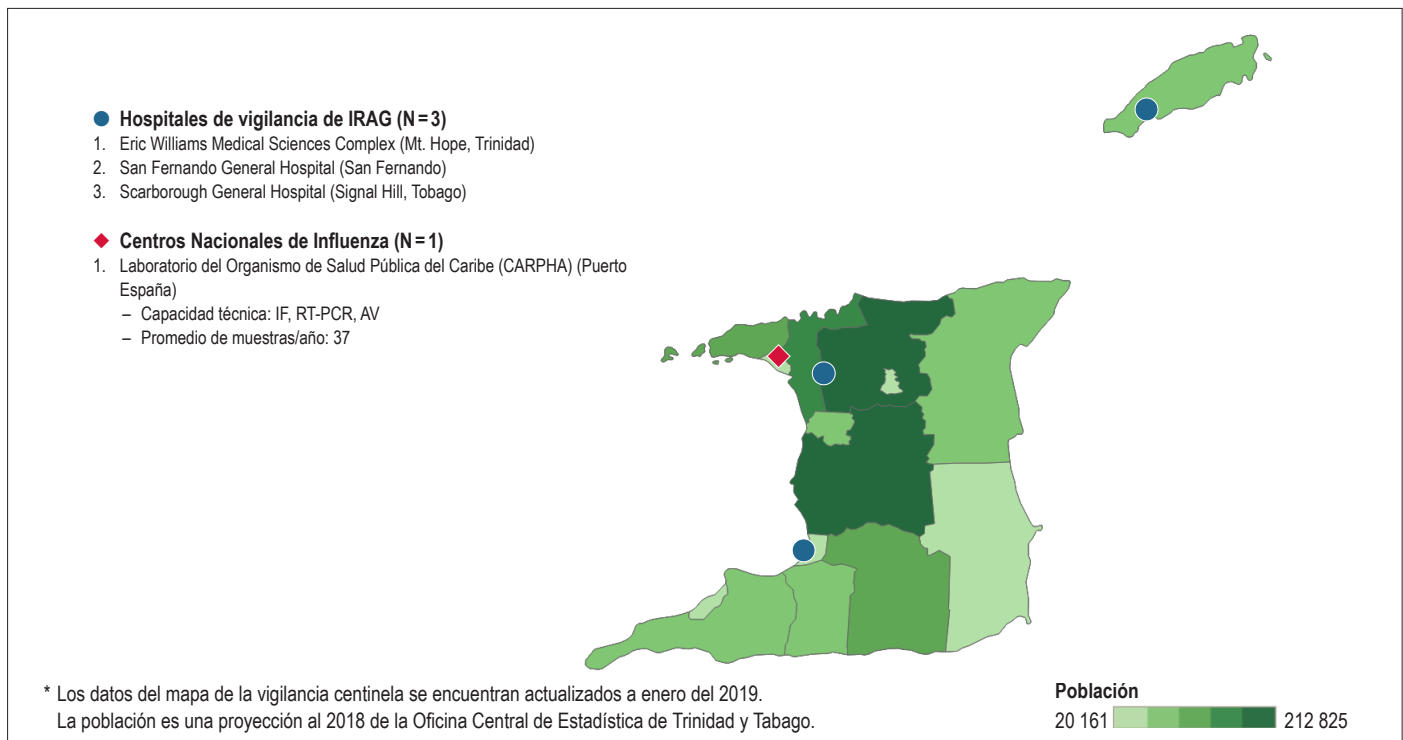 Hospitales de vigilancia de IRAG (N = 3)
1. Eric Williams Medical Sciences Complex (Mt. Hope, Trinidad)
2. San Fernando General Hospital (San Fernando)
3. Scarborough General Hospital (Signal Hill, Tobago)
Centros Nacionales de Influenza (N = 1)
1. Laboratorio del Organismo de Salud Pública del Caribe (CARPHA) (Puerto
España)
– Capacidad técnica: IF, RT-PCR, AV
– Promedio de muestras/año: 37
* Los datos del mapa de la vigilancia centinela se encuentran actualizados a enero del 2019.
La población es una proyección al 2018 de la Oficina Central de Estadística de Trinidad y Tabago.
Población
20 161 212 825